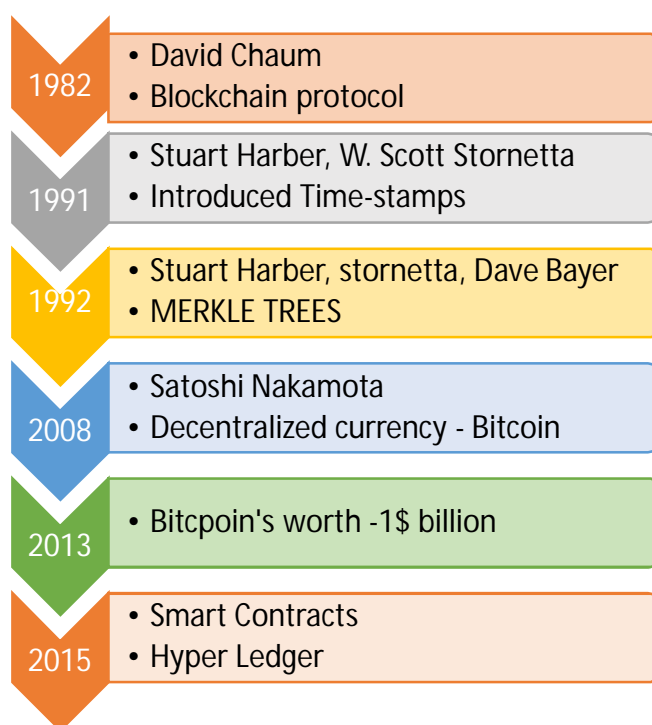 1982
• David Chaum
• Blockchain protocol
1991
• Stuart Harber, W. Scott Stornetta
• Introduced Time-stamps
1992
• Stuart Harber, stornetta, Dave Bayer
• MERKLE TREES
2008
• Satoshi Nakamota
• Decentralized currency - Bitcoin
2013
• Bitcpoin's worth -1$ billion
2015
• Smart Contracts
• Hyper Ledger